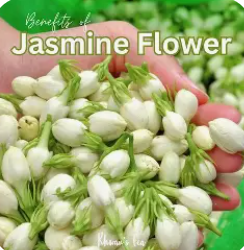 Benefits of
Jasmine Flower